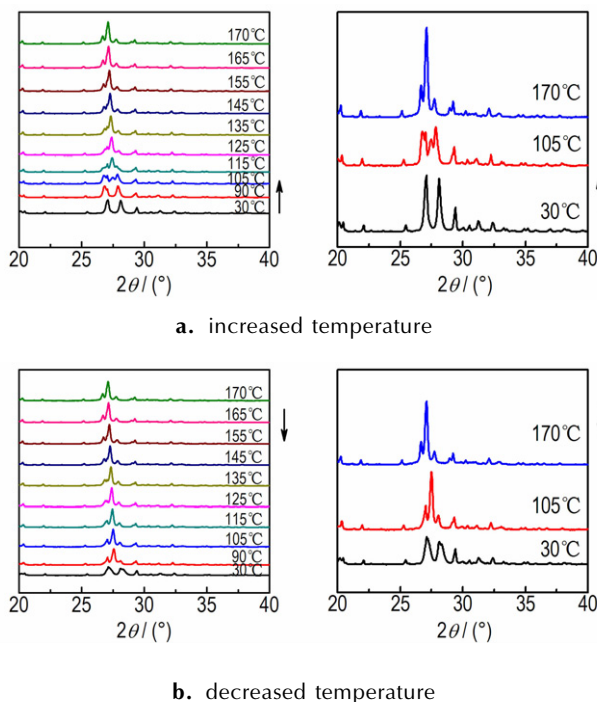 170℃
165℃
155℃
145℃
135℃
125℃
115℃
105℃
90℃
30℃
20 25 30 35 40
2θ/(°)
170℃
105℃
30℃
20 25 30 35 40
2θ/(°)
a. increased temperature
170℃
165℃
155℃
145℃
135℃
125℃
115℃
105℃
90℃
30℃
20 25 30 35 40
2θ/(°)
170℃
105℃
30℃
20 25 30 35 40
2θ/(°)
b. decreased temperature